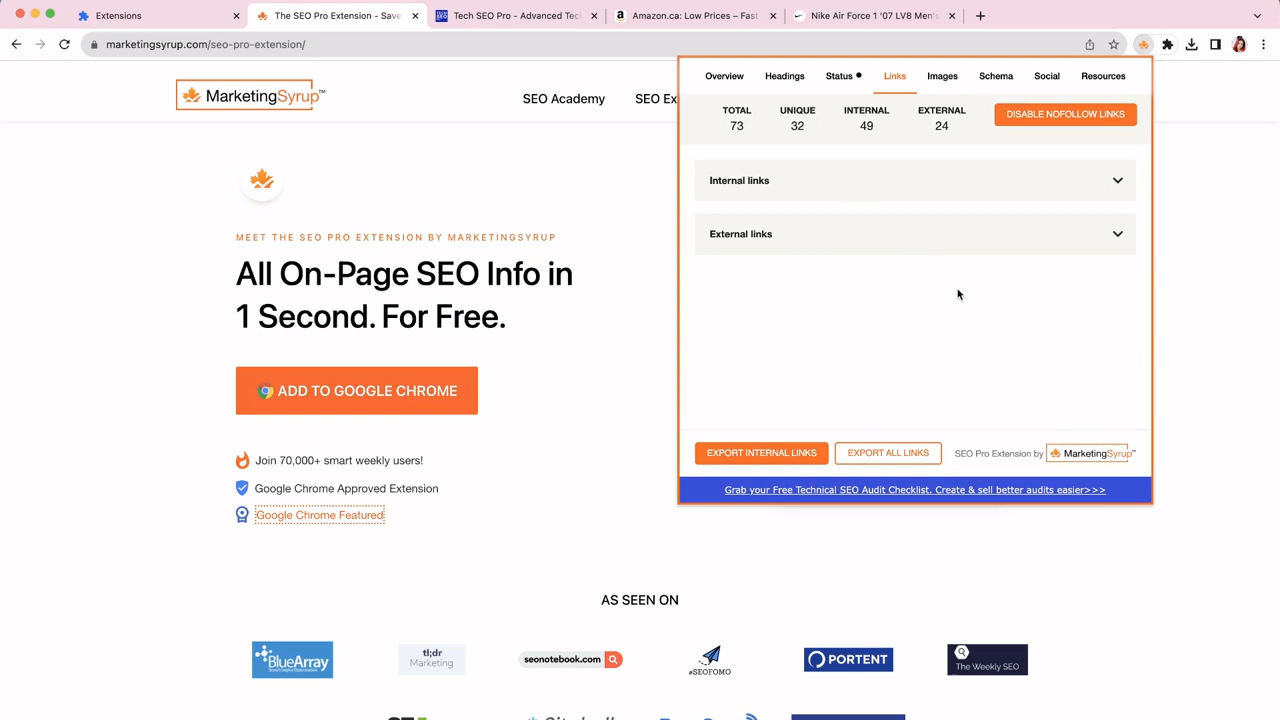 Extensions
The SEO Pro Extension - Save
Tech SEO Pro - Advanced Tec
Amazon.ca: Low Prices – Fast
Nike Air Force 1 '07 LV8 Men's
marketingsyrup.com/seo-pro-extension/
MarketingSyrup™
SEO Academy
SEO Ex
Overview
Headings
Status
Links
Images
Schema
Social
Resources
TOTAL
73
UNIQUE
32
INTERNAL
49
EXTERNAL
24
DISABLE NOFOLLOW LINKS
Internal links
External links
EXPORT INTERNAL LINKS
EXPORT ALL LINKS
SEO Pro Extension by
MarketingSyrup™
Grab your Free Technical SEO Audit Checklist. Create & sell better audits easier>>>
MEET THE SEO PRO EXTENSION BY MARKETINGSYRUP
All On-Page SEO Info in
1 Second. For Free.
ADD TO GOOGLE CHROME
Join 70,000+ smart weekly users!
Google Chrome Approved Extension
Google Chrome Featured
AS SEEN ON
BlueArray
tl;dr
Marketing
seonotebook.com
#SEOFOMO
PORTENT
The Weekly SEO